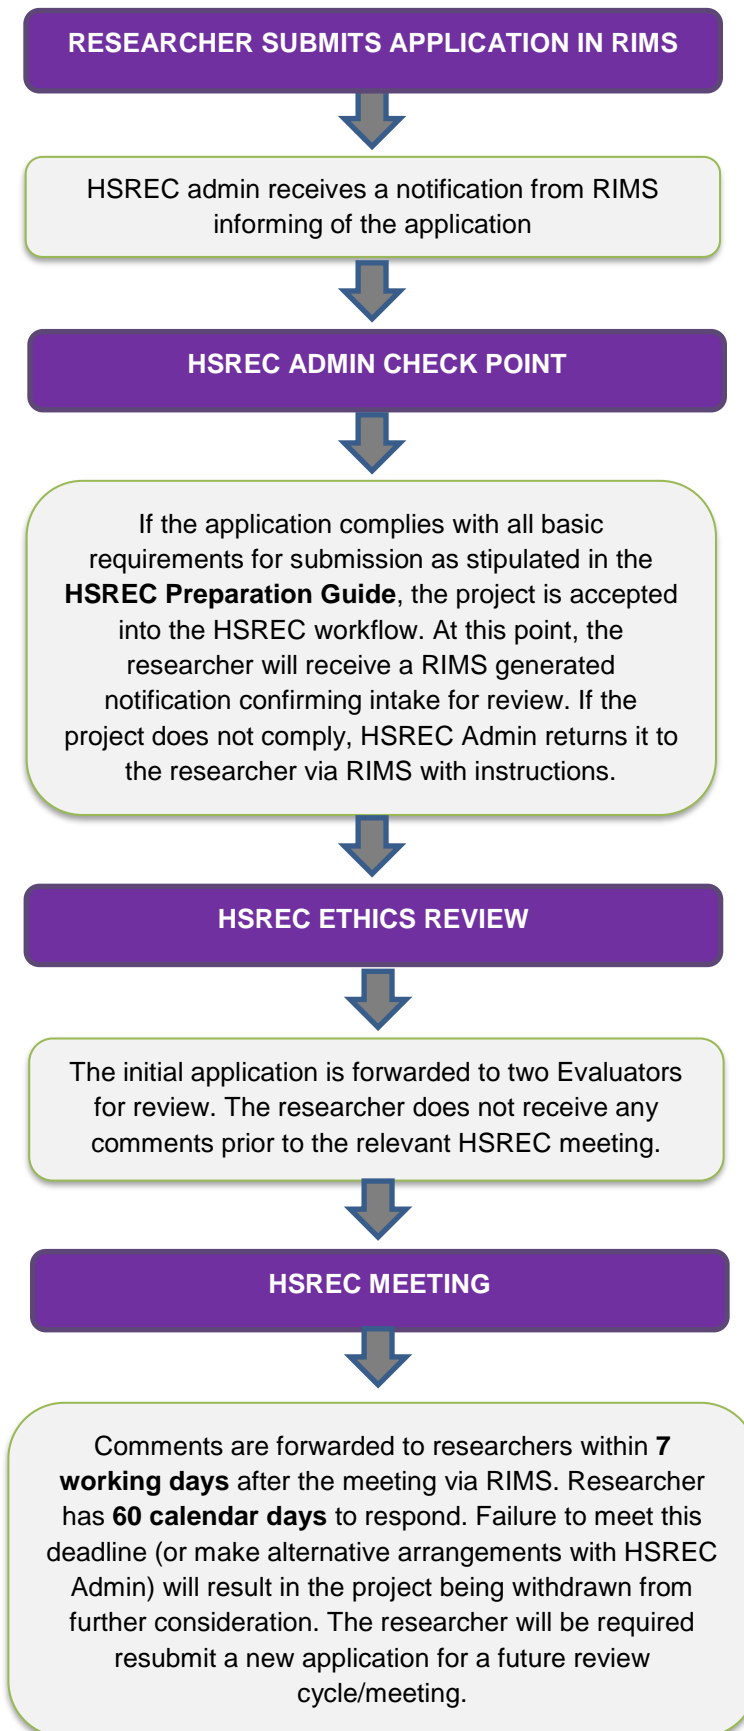 RESEARCHER SUBMITS APPLICATION IN RIMS
HSREC admin receives a notification from RIMS
informing of the application
HSREC ADMIN CHECK POINT
If the application complies with all basic
requirements for submission as stipulated in the
HSREC Preparation Guide, the project is accepted
into the HSREC workflow. At this point, the
researcher will receive a RIMS generated
notification confirming intake for review. If the
project does not comply, HSREC Admin returns it to
the researcher via RIMS with instructions.
HSREC ETHICS REVIEW
The initial application is forwarded to two Evaluators
for review. The researcher does not receive any
comments prior to the relevant HSREC meeting.
HSREC MEETING
Comments are forwarded to researchers within 7
working days after the meeting via RIMS. Researcher
has 60 calendar days to respond. Failure to meet this
deadline (or make alternative arrangements with HSREC
Admin) will result in the project being withdrawn from
further consideration. The researcher will be required
resubmit a new application for a future review
cycle/meeting.